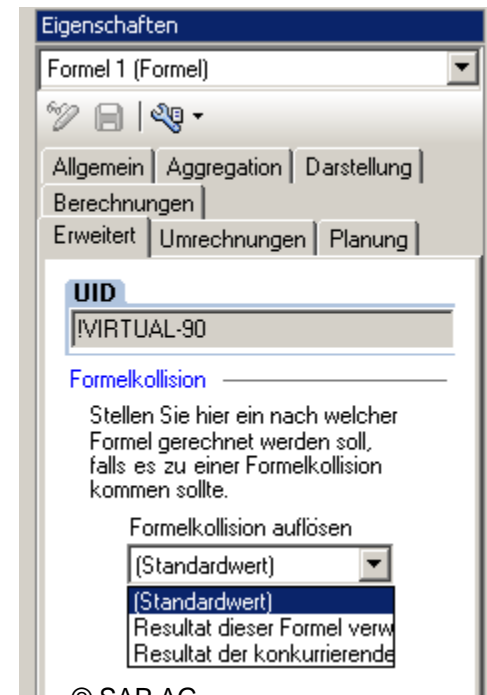 Eigenschaften
Formel 1 (Formel)
Allgemein Aggregation Darstellung
Berechnungen
Erweitert Umrechnungen Planung
UID
!VIRTUAL-90
Formelkollision
Stellen Sie hier ein nach welcher
Formel gerechnet werden soll,
falls es zu einer Formelkollision
kommen sollte.
Formelkollision auflösen
(Standardwert)
(Standardwert)
Resultat dieser Formel verw
Resultat der konkurrierende
© SAP AG